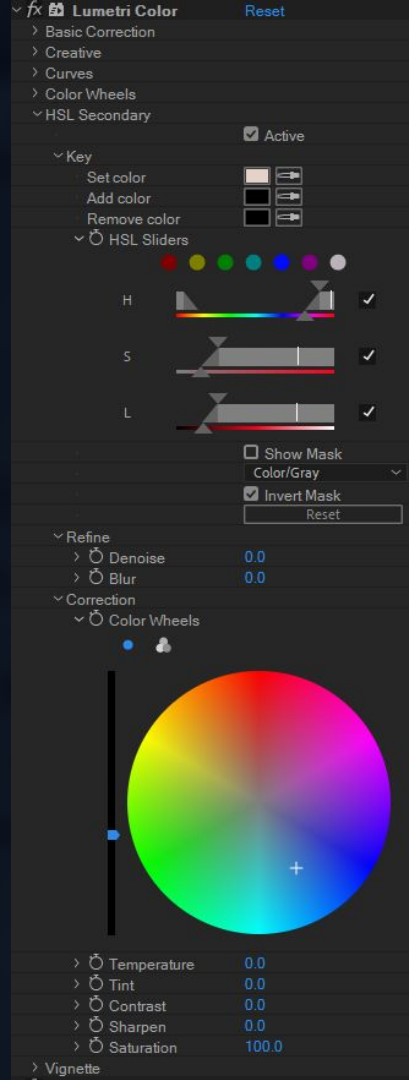 fx Lumetri Color Reset
Basic Correction
Creative
Curves
Color Wheels
HSL Secondary
Active
Key
Set color
Add color
Remove color
HSL Sliders
H
S
L
Show Mask
Color/Gray
Invert Mask
Reset
Refine
Denoise 0.0
Blur 0.0
Correction
Color Wheels
Temperature 0.0
Tint 0.0
Contrast 0.0
Sharpen 0.0
Saturation 100.0
Vignette